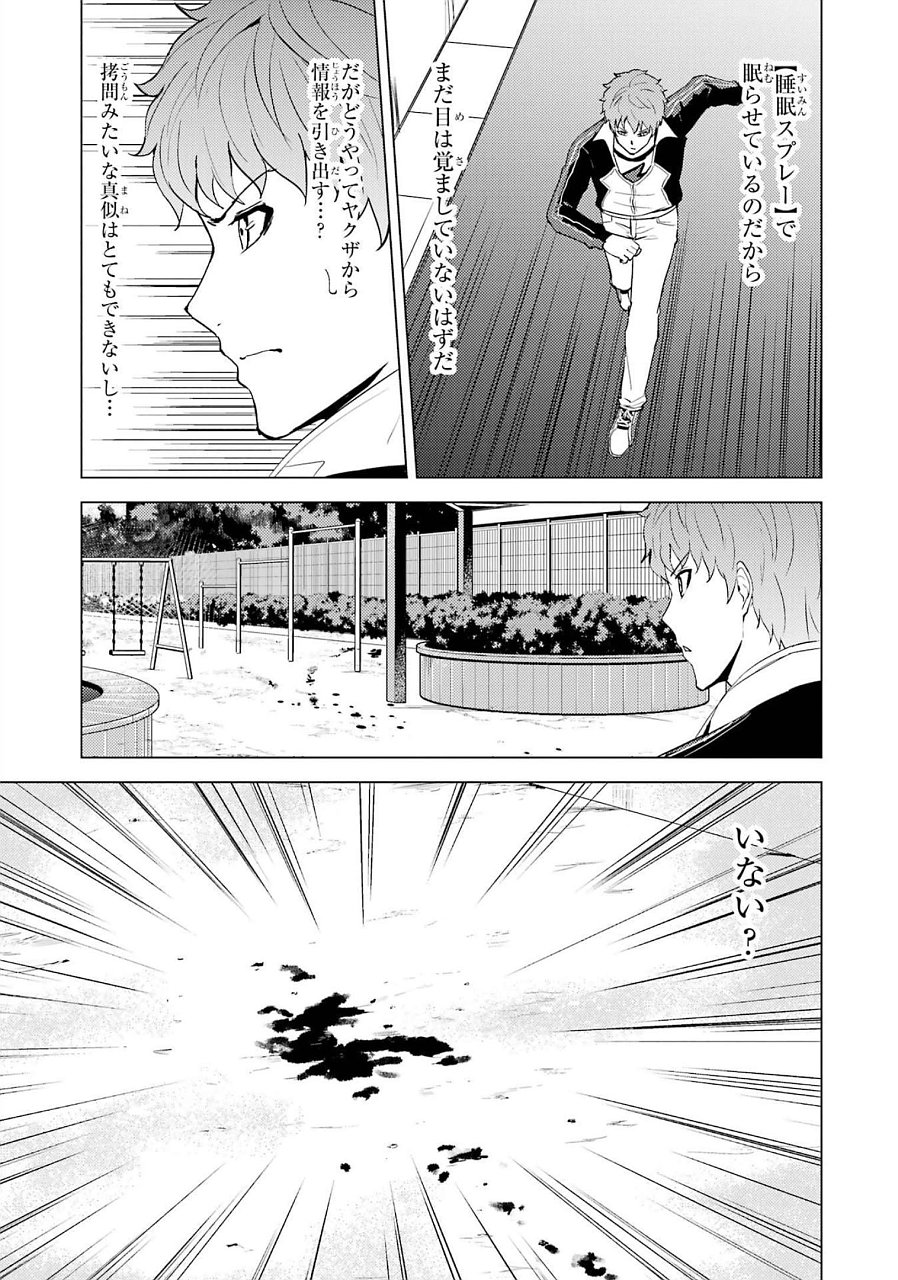 【睡眠スプレー】で
眠らせているのだから
まだ目は覚ましていないはずだ
だがどうやってヤクザから
情報を引き出す…？
拷問みたいな真似はとてもできないし…
いない？